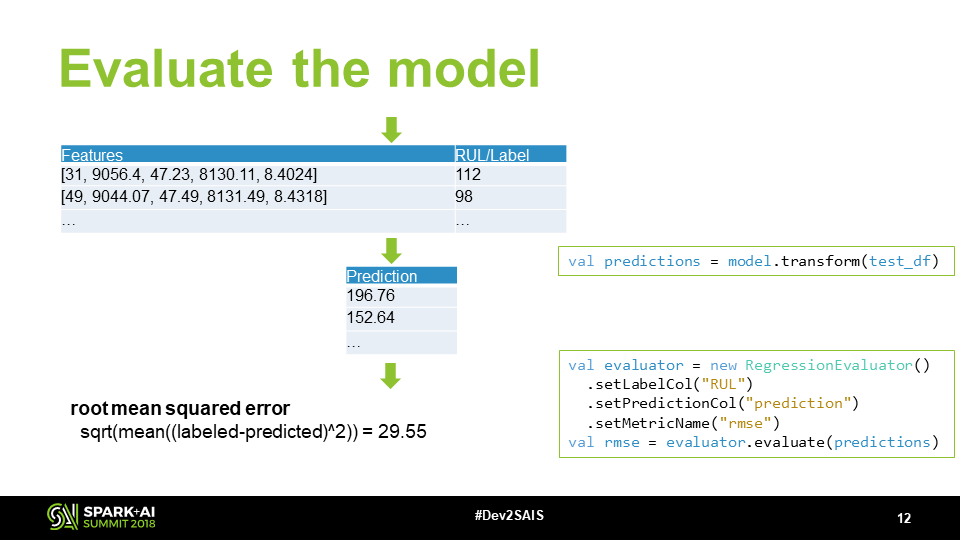 Evaluate the model
Features RUL/Label
[31, 9056.4, 47.23, 8130.11, 8.4024] 112
[49, 9044.07, 47.49, 8131.49, 8.4318] 98
… …
val predictions = model.transform(test_df)
Prediction
196.76
152.64
…
val evaluator = new RegressionEvaluator()
.setLabelCol("RUL")
.setPredictionCol("prediction")
.setMetricName("rmse")
val rmse = evaluator.evaluate(predictions)
root mean squared error
sqrt(mean((labeled-predicted)^2)) = 29.55
SPARK+AI
SUMMIT 2018
#Dev2SAIS
12